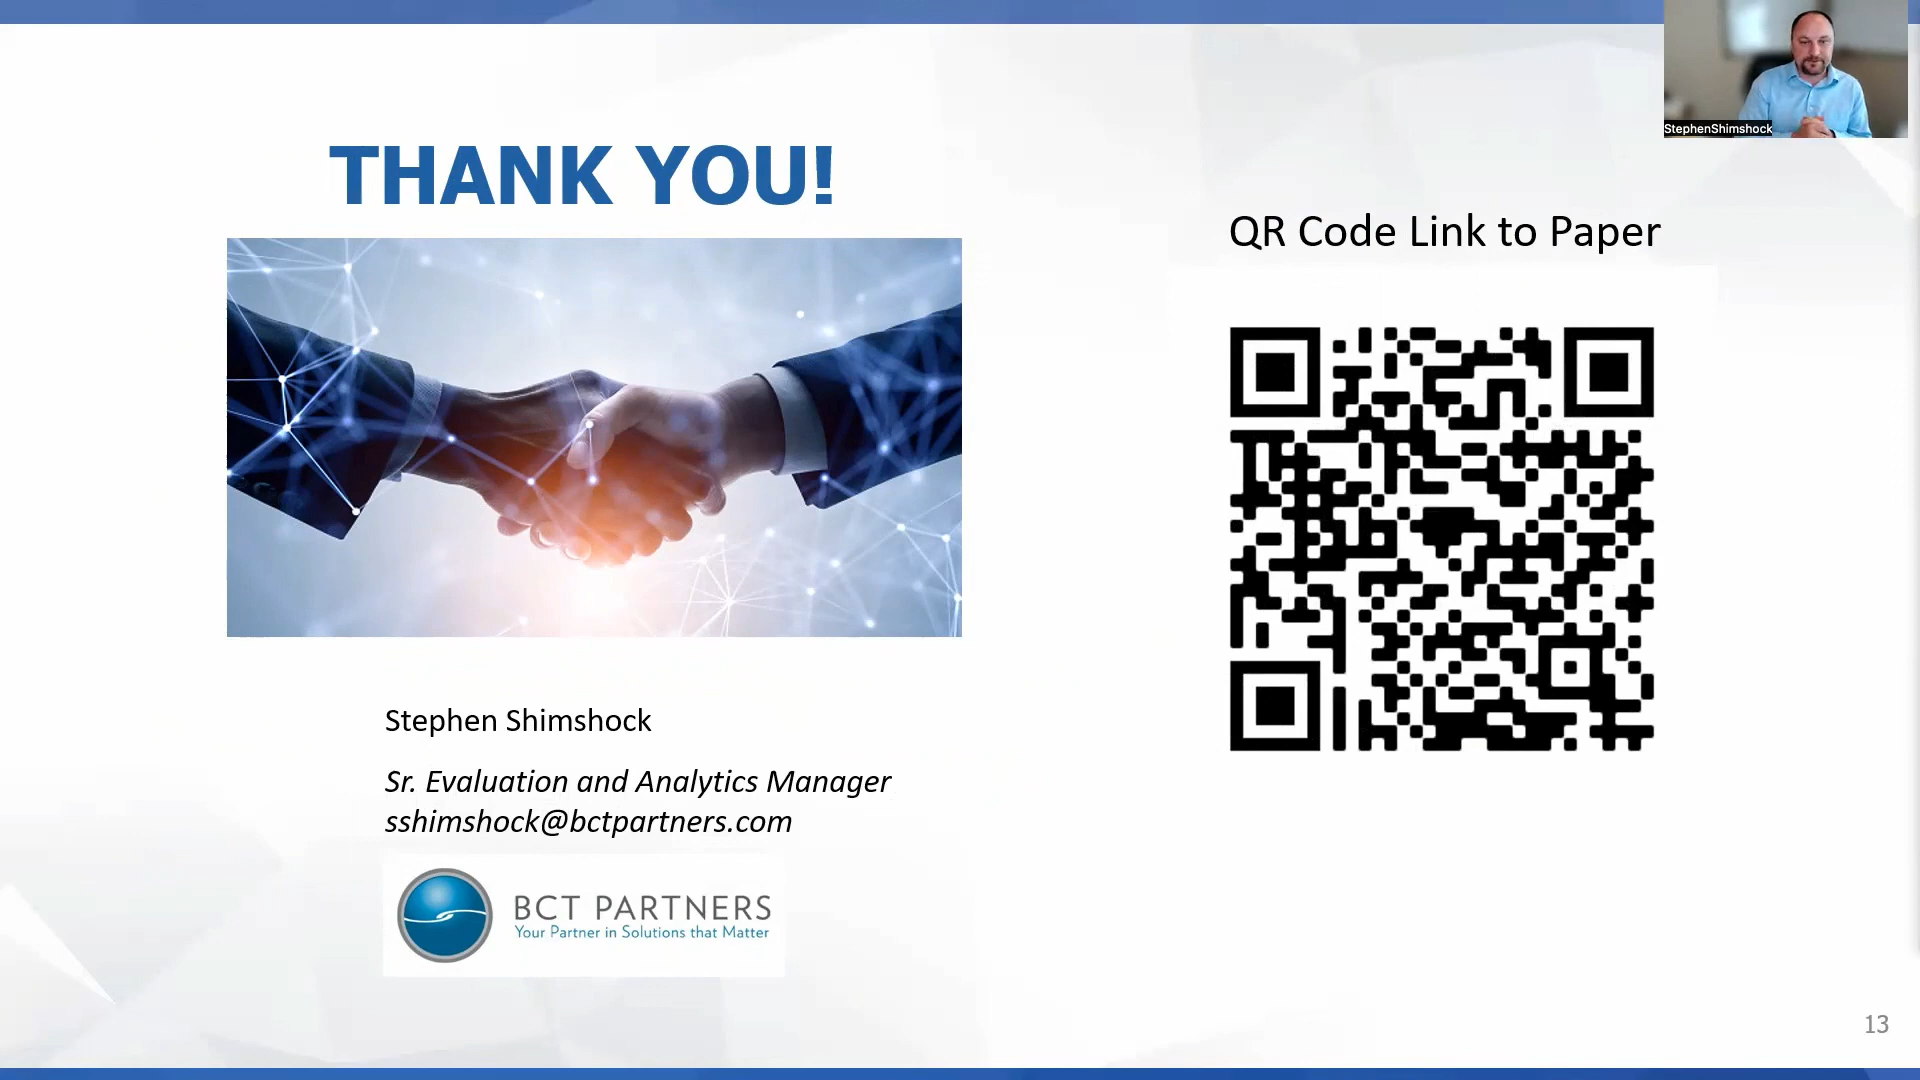 StephenShimshock
THANK YOU!
QR Code Link to Paper
Stephen Shimshock
Sr. Evaluation and Analytics Manager
sshimshock@bctpartners.com
BCT PARTNERS
Your Partner in Solutions that Matter
13